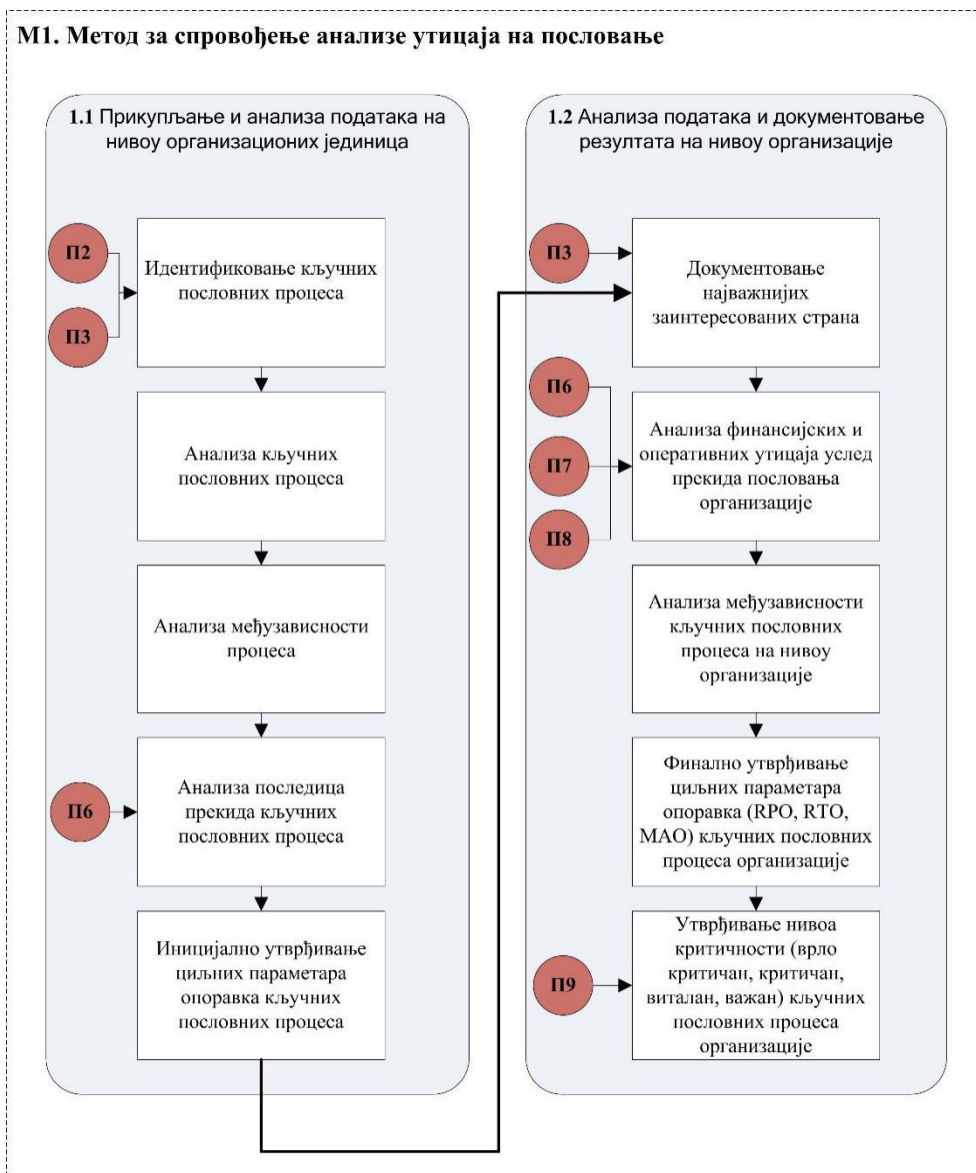 М1. Метод за спровођење анализе утицаја на пословање
1.1 Прикупљање и анализа података на
нивоу организационих јединица
П2
П3
Идентификовање кључних
пословних процеса
Анализа кључних
пословних процеса
Анализа међузависности
процеса
П6
Анализа последица
прекида кључних
пословних процеса
Иницијално утврђивање
циљних параметара
опоравка кључних
пословних процеса
1.2 Анализа података и документовање
резултата на нивоу организације
П3
Документовање
најважнијих
заинтересованих страна
П6
П7
П8
Анализа финансијских и
оперативних утицаја услед
прекида пословања
организације
Анализа међузависности
кључних пословних
процеса на нивоу
организације
Финално утврђивање
циљних параметара
опоравка (RPO, RTO,
MAO) кључних пословних
процеса организације
П9
Утврђивање нивоа
критичности (врло
критичан, критичан,
виталан, важан) кључних
пословних процеса
организације